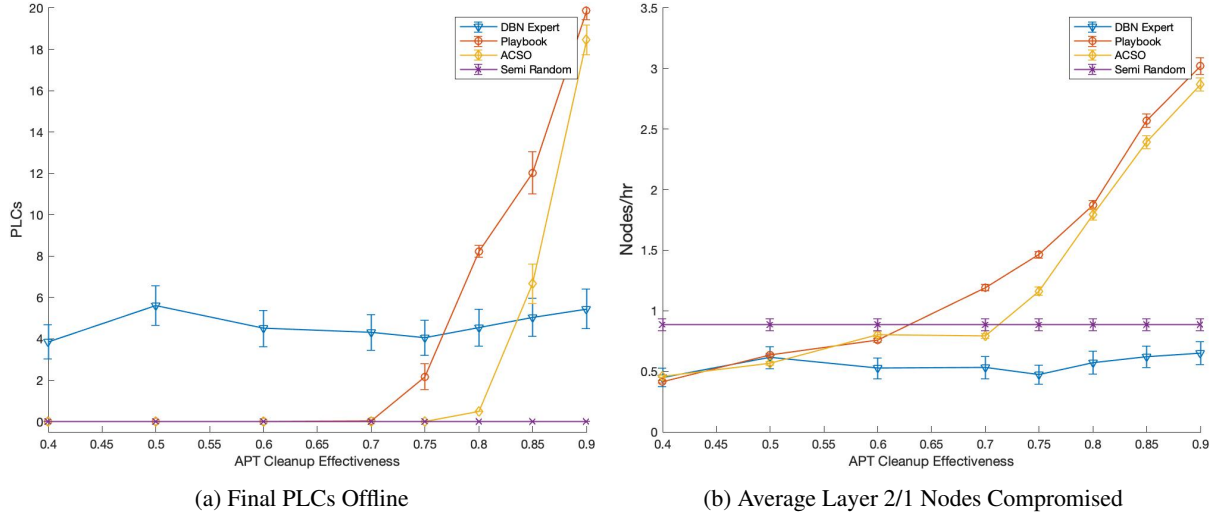 20
18
16
14
12
10
8
6
4
2
0
PLCs
0.4 0.45 0.5 0.55 0.6 0.65 0.7 0.75 0.8 0.85 0.9
APT Cleanup Effectiveness
DBN Expert
Playbook
ACSO
Semi Random
(a) Final PLCs Offline
3.5
3
2.5
2
1.5
1
0.5
0
Nodes/hr
0.4 0.45 0.5 0.55 0.6 0.65 0.7 0.75 0.8 0.85 0.9
APT Cleanup Effectiveness
DBN Expert
Playbook
ACSO
Semi Random
(b) Average Layer 2/1 Nodes Compromised